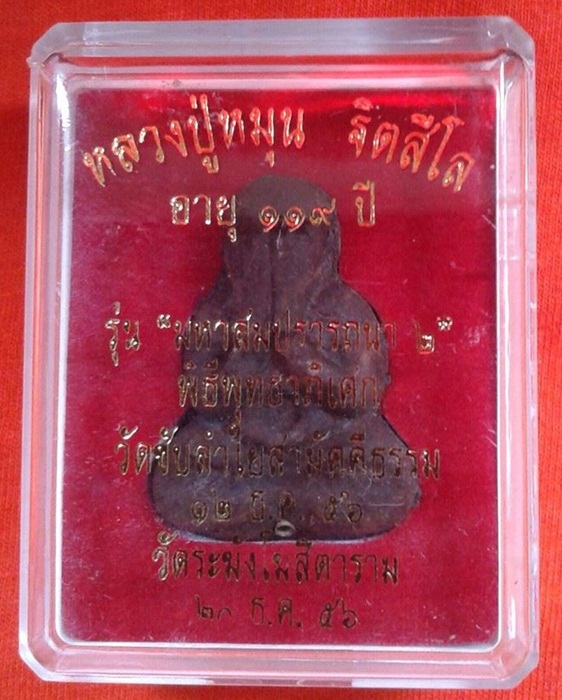 หลวงปู่หมุน ฐิตสีโล
อายุ ๑๑๙ ปี
รุ่น "มหาสมปรารถนา ๒"
พิธีพุทธาภิเษก
วัดซับลำใยสามัคคีธรรม
๑๒ ธ.ค. ๕๖
วัดระฆังโฆสิตาราม
๒๐ ธ.ค. ๕๖